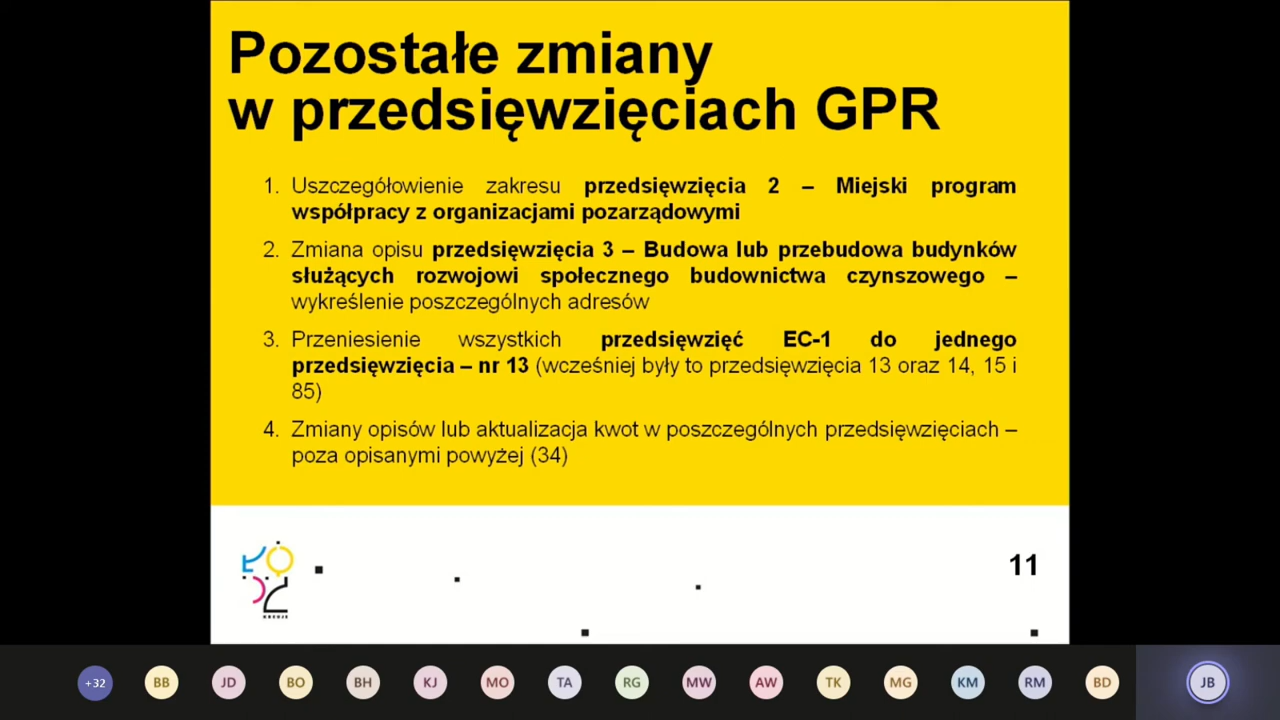 Pozostałe zmiany
w przedsięwzięciach GPR
1. Uszczegółowienie zakresu przedsięwzięcia 2 – Miejski program
współpracy z organizacjami pozarządowymi
2. Zmiana opisu przedsięwzięcia 3 – Budowa lub przebudowa budynków
służących rozwojowi społecznego budownictwa czynszowego –
wykreślenie poszczególnych adresów
3. Przeniesienie wszystkich przedsięwzięć EC-1 do jednego
przedsięwzięcia – nr 13 (wcześniej były to przedsięwzięcia 13 oraz 14, 15 i
85)
4. Zmiany opisów lub aktualizacja kwot w poszczególnych przedsięwzięciach –
poza opisanymi powyżej (34)
ŁÓDŹ
KREUJE
11
+32 BB JD BO BH KJ MO TA RG MW AW TK MG KM RM BD JB